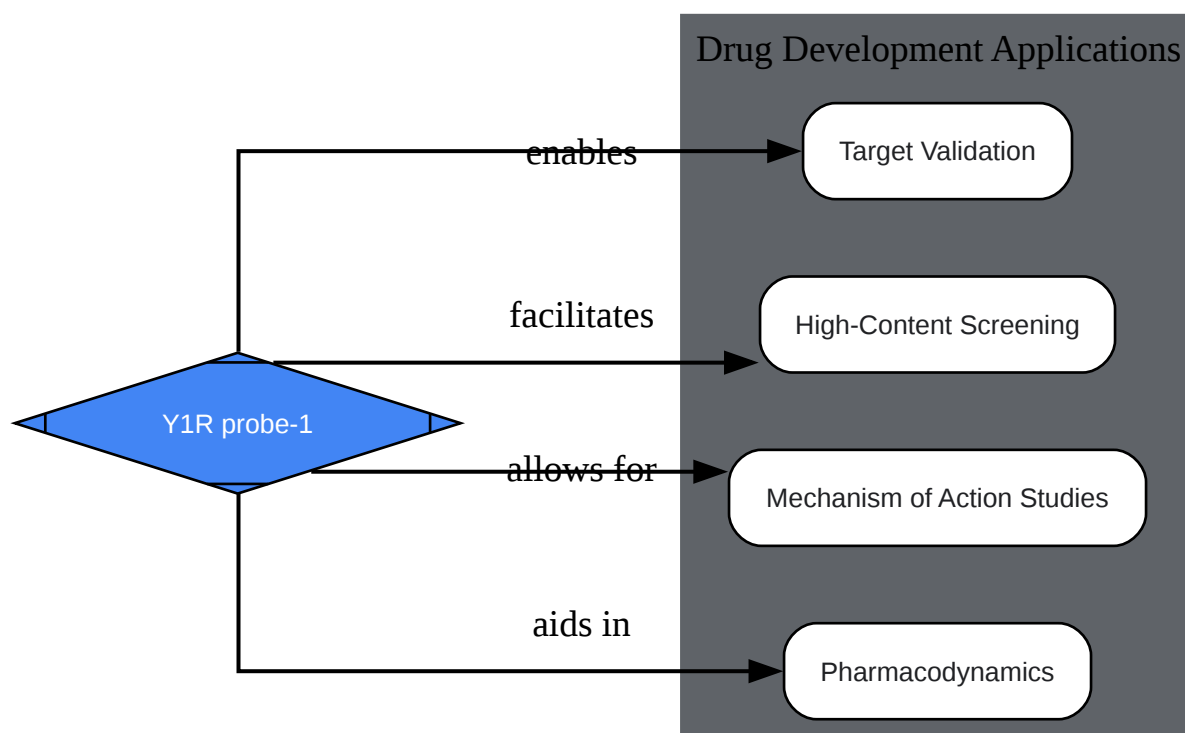 Drug Development Applications
enables
Target Validation
facilitates
High-Content Screening
Y1R probe-1
allows for
Mechanism of Action Studies
aids in
Pharmacodynamics